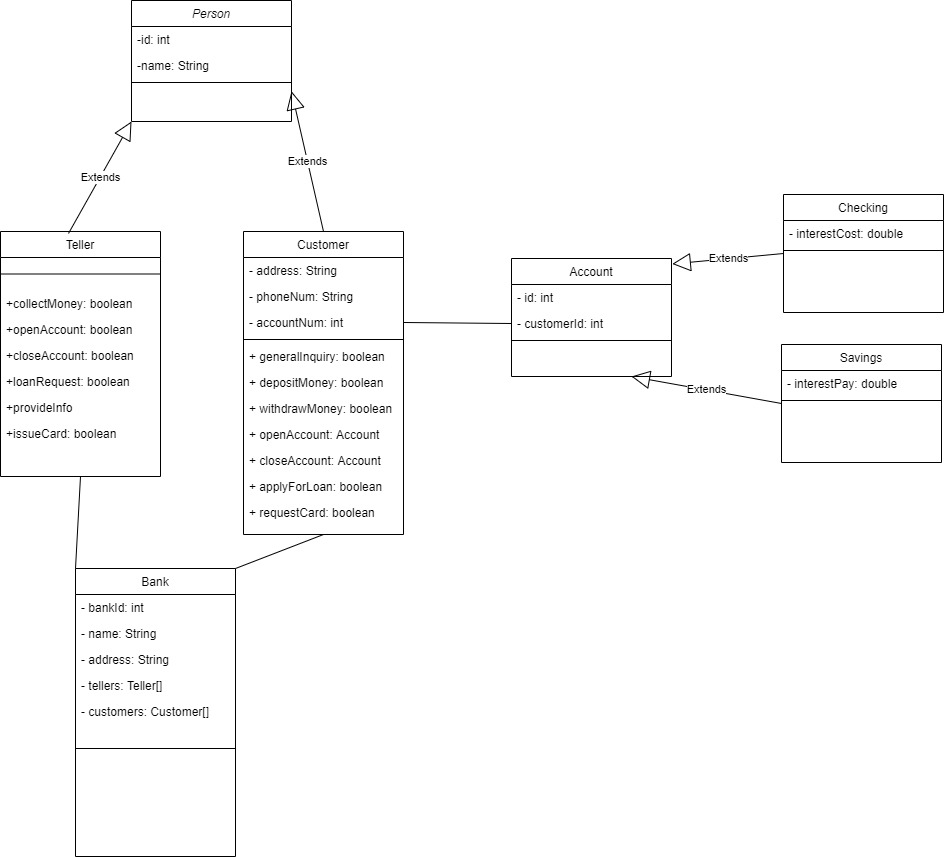 Person
-id: int
-name: String
Extends
Extends
Teller
+collectMoney: boolean
+openAccount: boolean
+closeAccount: boolean
+loanRequest: boolean
+provideInfo
+issueCard: boolean
Customer
- address: String
- phoneNum: String
- accountNum: int
+ generalInquiry: boolean
+ depositMoney: boolean
+ withdrawMoney: boolean
+ openAccount: Account
+ closeAccount: Account
+ applyForLoan: boolean
+ requestCard: boolean
Account
- id: int
- customerId: int
Extends
Extends
Checking
- interestCost: double
Savings
- interestPay: double
Bank
- bankId: int
- name: String
- address: String
- tellers: Teller[]
- customers: Customer[]